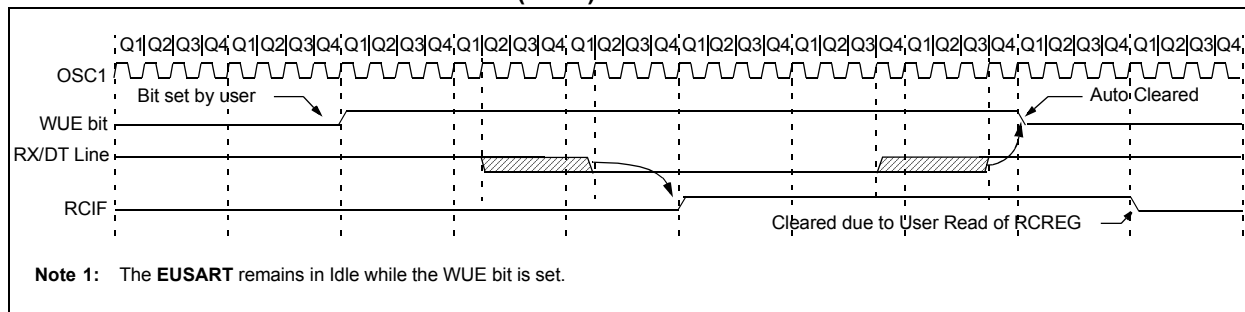 Q1 Q2 Q3 Q4 Q1 Q2 Q3 Q4 Q1 Q2 Q3 Q4 Q1 Q2 Q3 Q4 Q1 Q2 Q3 Q4 Q1 Q2 Q3 Q4 Q1 Q2 Q3 Q4 Q1 Q2 Q3 Q4 Q1 Q2 Q3 Q4 Q1 Q2 Q3 Q4
OSC1
Bit set by user
Auto Cleared
WUE bit
RX/DT Line
RCIF
Cleared due to User Read of RCREG
Note 1: The EUSART remains in Idle while the WUE bit is set.